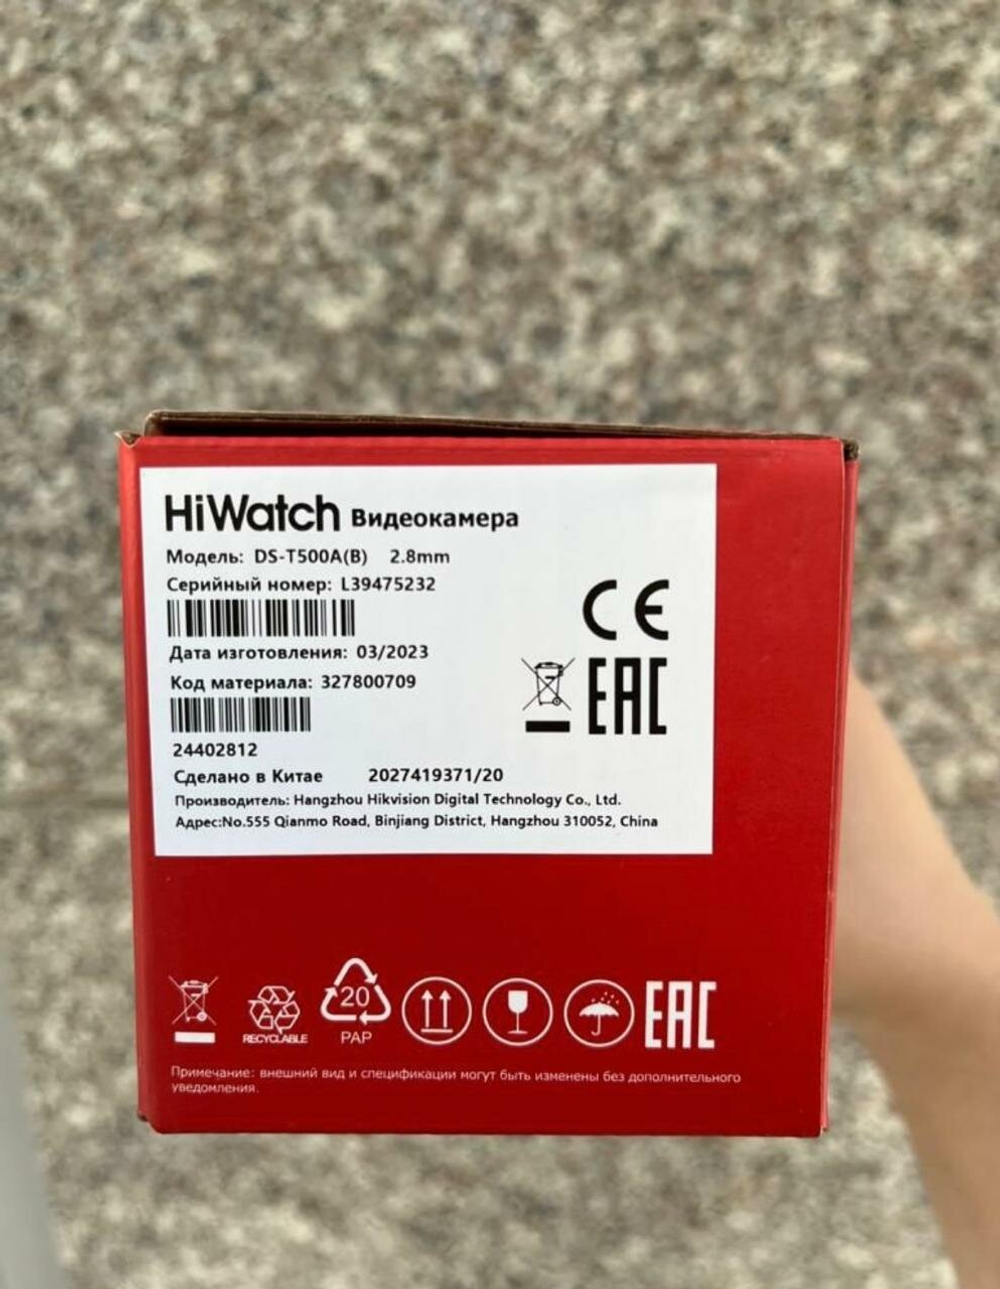 HiWatch Видеокамера
Модель: DS-T500A(B) 2.8mm
Серийный номер: L39475232
Дата изготовления: 03/2023
Код материала: 327800709
24402812
Сделано в Китае 2027419371/20
Производитель: Hangzhou Hikvision Digital Technology Co., Ltd.
Адрес:No.555 Qianmo Road, Binjiang District, Hangzhou 310052, China
CE
EAC
RECYCLABLE
20
PAP
EAC
Примечание: внешний вид и спецификации могут быть изменены без дополнительного
уведомления.